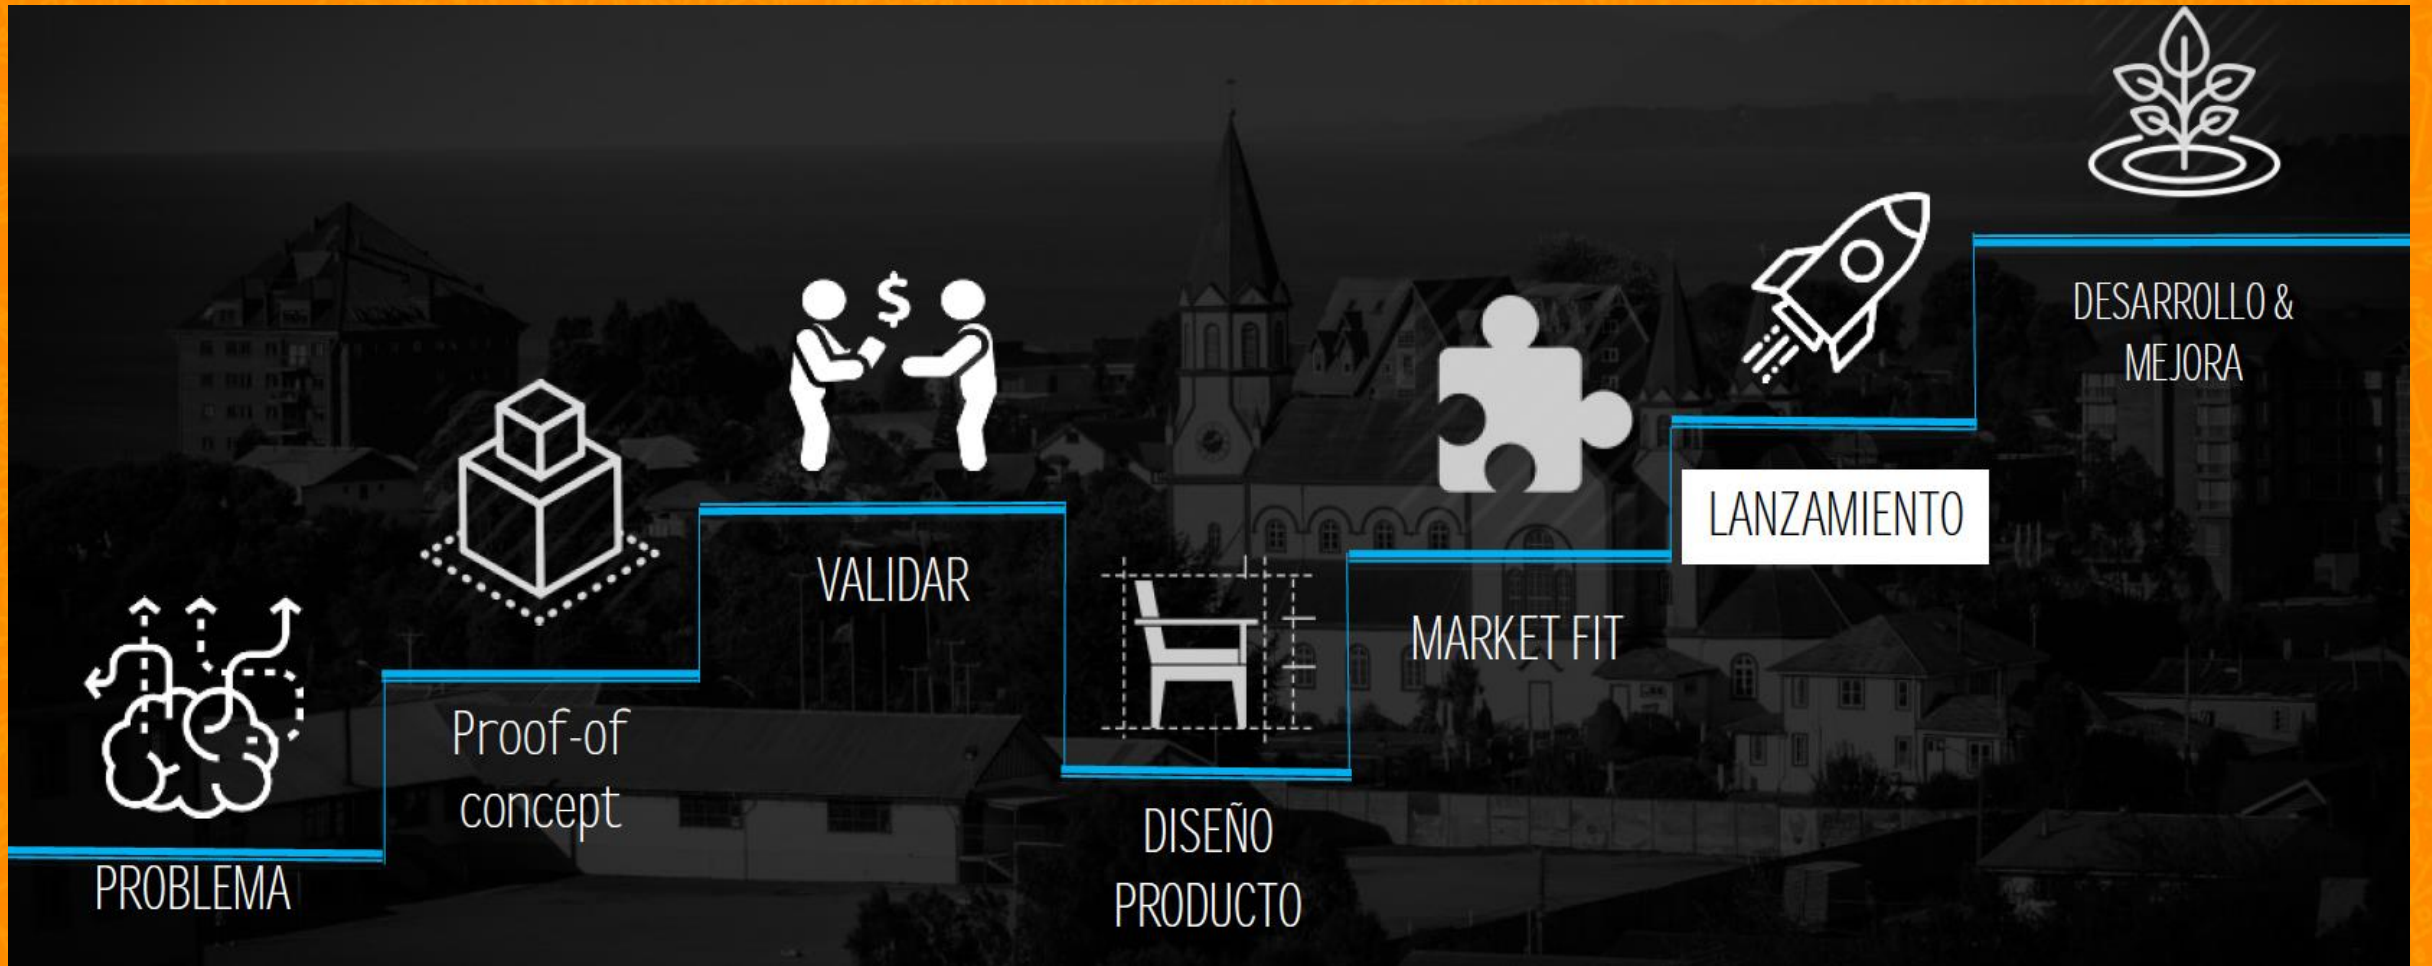 PROBLEMA
Proof-of
concept
$
VALIDAR
DISEÑO
PRODUCTO
MARKET FIT
LANZAMIENTO
DESARROLLO &
MEJORA